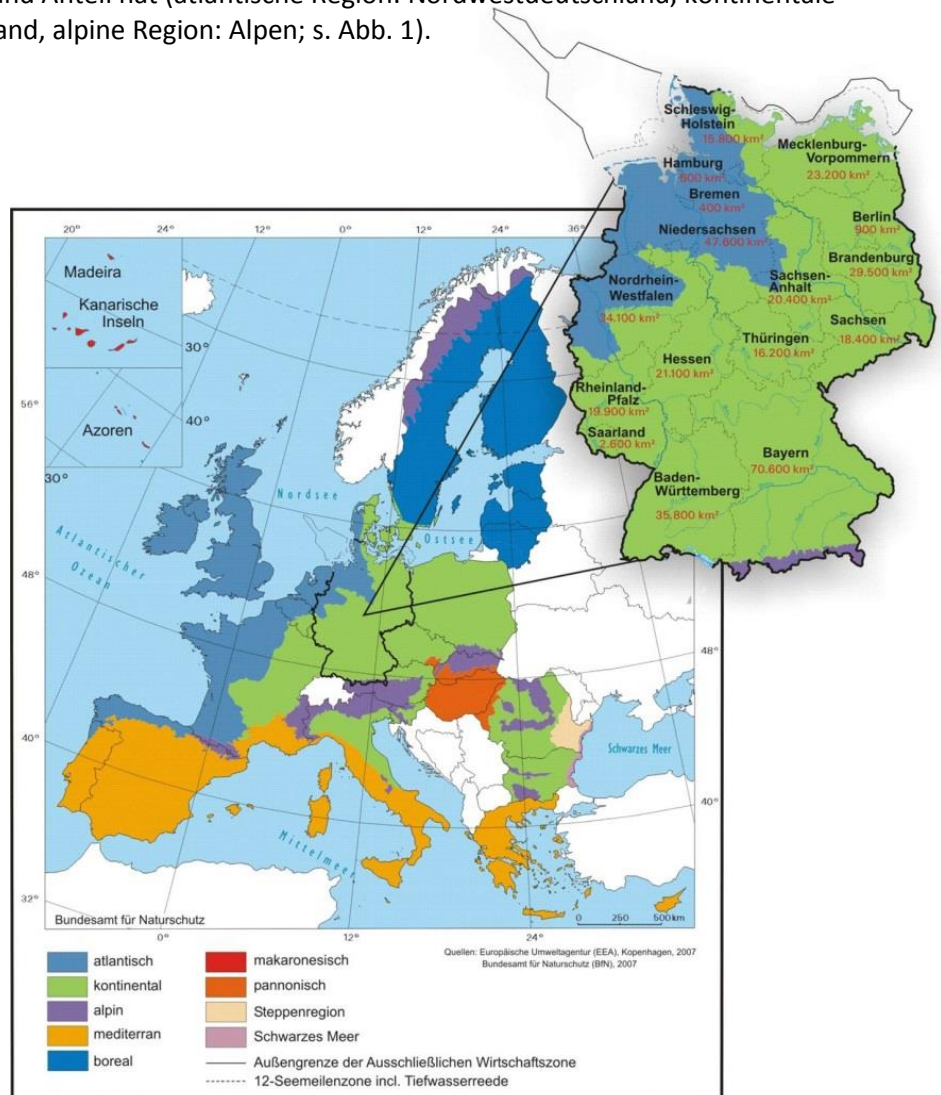 und Anteil hat (atlantische Region: Nordwestdeutschland, kontinentale
and, alpine Region: Alpen; s. Abb. 1).
Schleswig-
Holstein
15.800 km²
Mecklenburg-
Vorpommern
23.200 km²
Hamburg
800 km²
Bremen
400 km²
Niedersachsen
47.600 km²
Berlin
900 km²
Brandenburg
29.500 km²
Sachsen-
Anhalt
20.400 km²
Nordrhein-
Westfalen
34.100 km²
Sachsen
18.400 km²
Thüringen
16.200 km²
Hessen
21.100 km²
Rheinland-
Pfalz
19.900 km²
Saarland
2.600 km²
Bayern
70.600 km²
Baden-
Württemberg
35.800 km²
20° 24° 12° 0° 12° 24° 36°
Madeira
Kanarische
Inseln
30°
40°
Azoren
56°
30°
48°
40°
32°
48°
40°
Nordsee
Ostsee
Atlantischer
Ozean
Schwarzes Meer
Mittelmeer
Bundesamt für Naturschutz
0 250 500 km
0° 12° 24°
Quellen: Europäische Umweltagentur (EEA), Kopenhagen, 2007
Bundesamt für Naturschutz (BfN), 2007
atlantisch
kontinental
alpin
mediterran
boreal
makaronesisch
pannonisch
Steppenregion
Schwarzes Meer
Außengrenze der Ausschließlichen Wirtschaftszone
12-Seemeilenzone incl. Tiefwasserreede